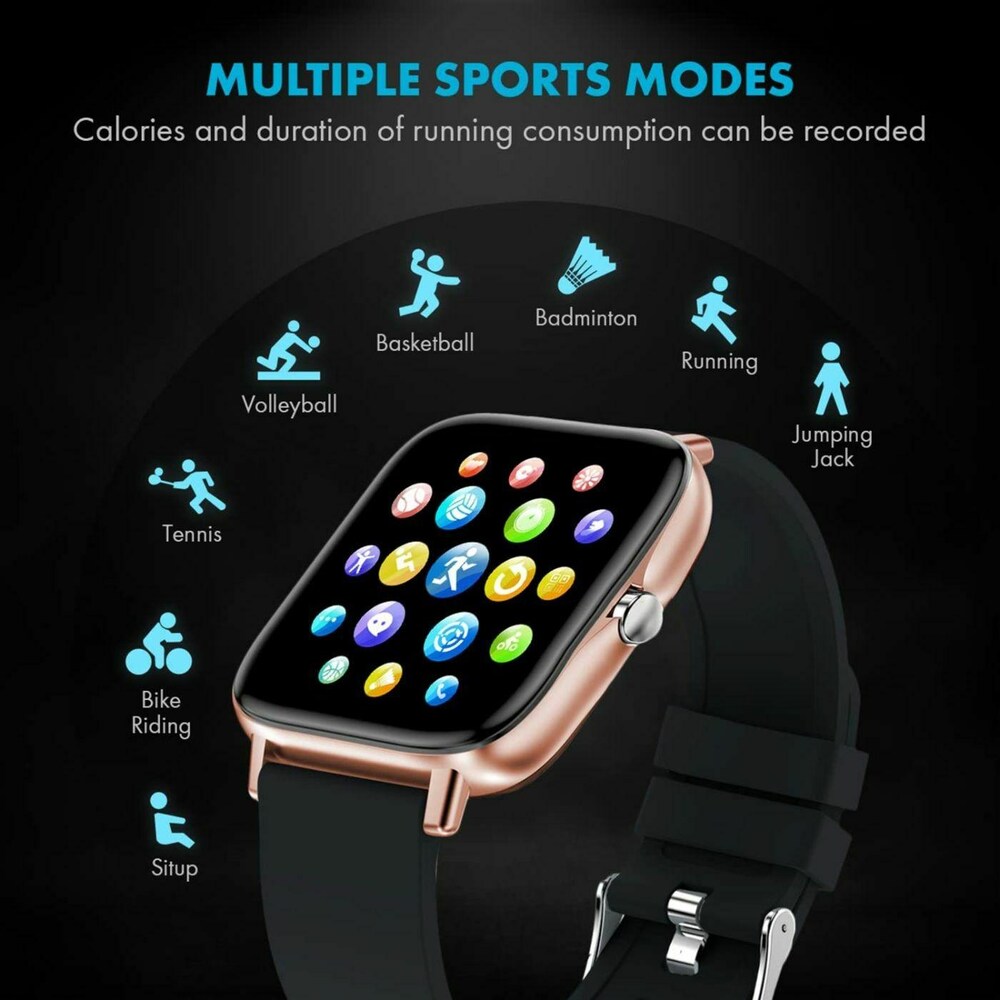 MULTIPLE SPORTS MODES
Calories and duration of running consumption can be recorded
Badminton
Basketball
Running
Volleyball
Jumping
Jack
Tennis
Bike
Riding
Situp